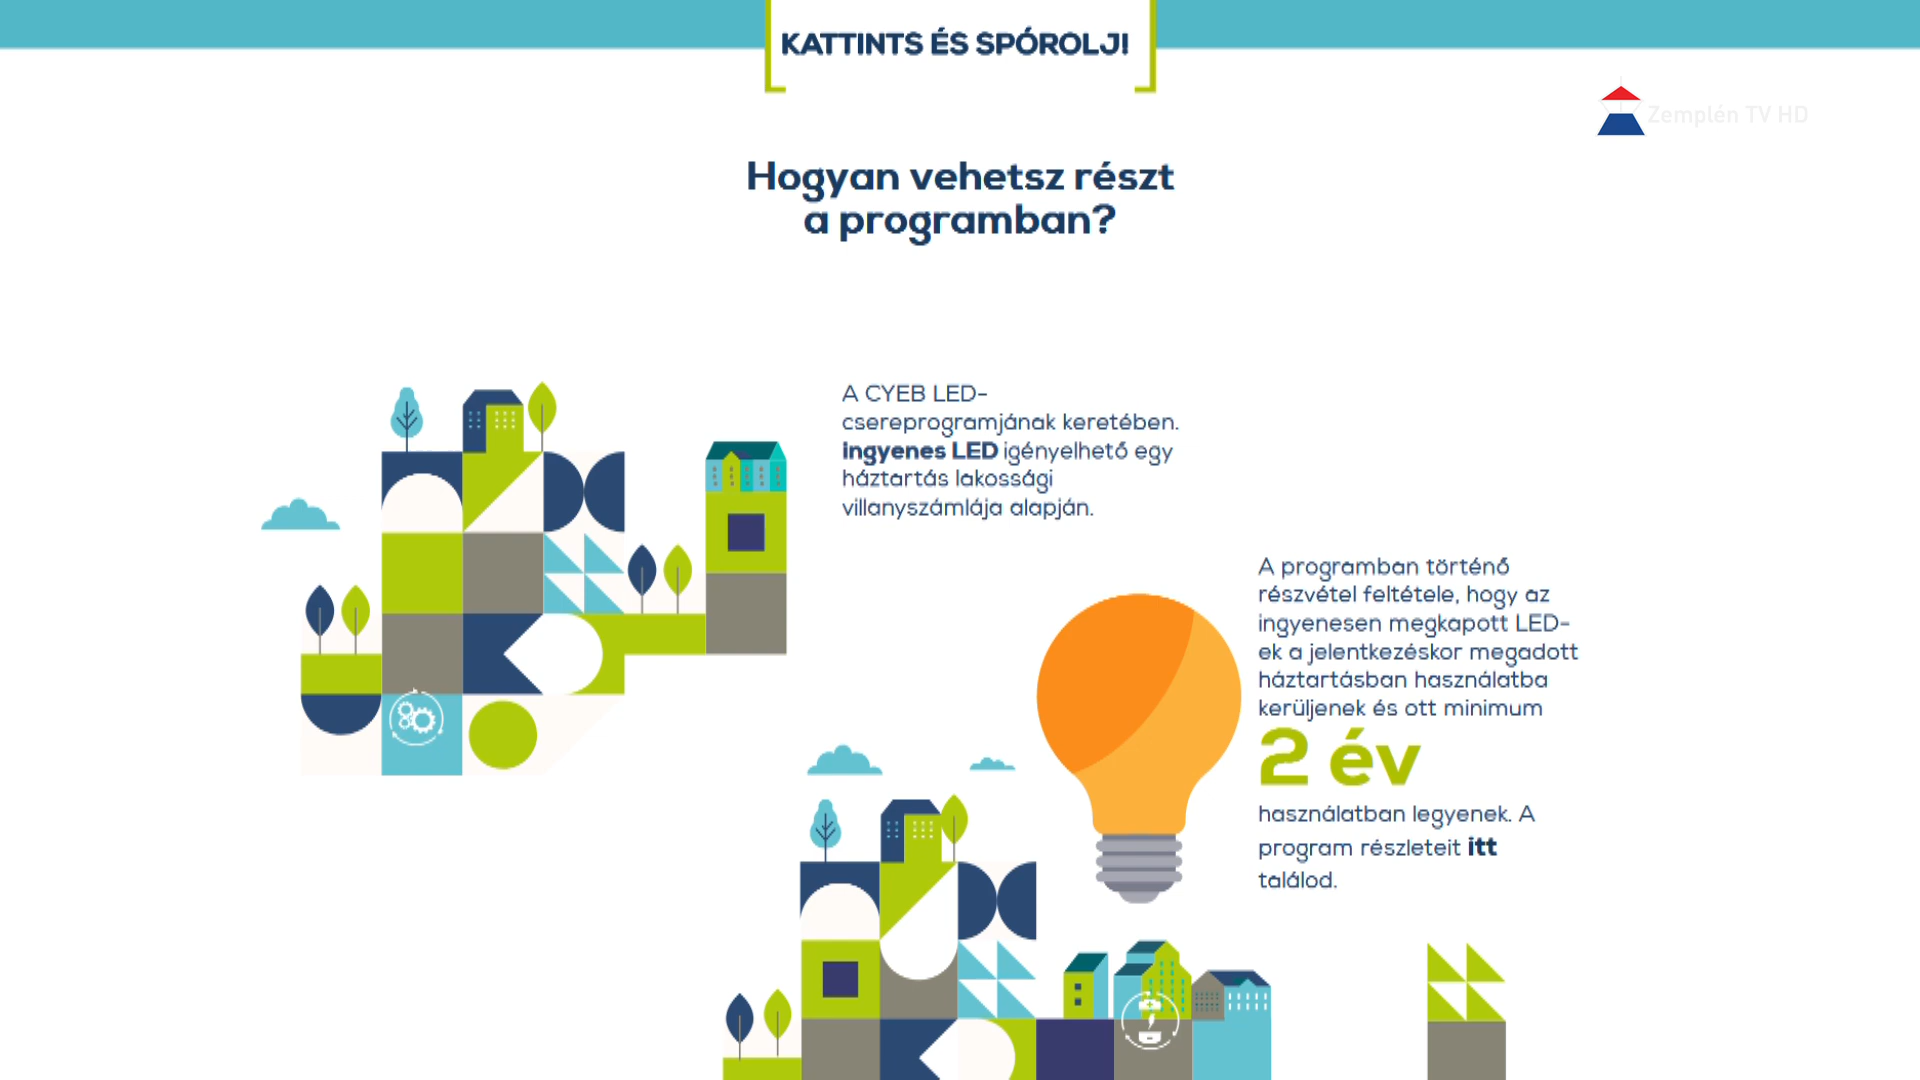 KATTINTS ÉS SPÓROLJ!
Zemplén TV HD
Hogyan vehetsz részt
a programban?
A CYEB LED-
csereprogramjának keretében.
ingyenes LED igényelhető egy
háztartás lakossági
villanyszámlája alapján.
A programban történő
részvétel feltétele, hogy az
ingyenesen megkapott LED-
ek a jelentkezéskor megadott
háztartásban használatba
kerüljenek és ott minimum
2 év
használatban legyenek. A
program részleteit itt
találod.